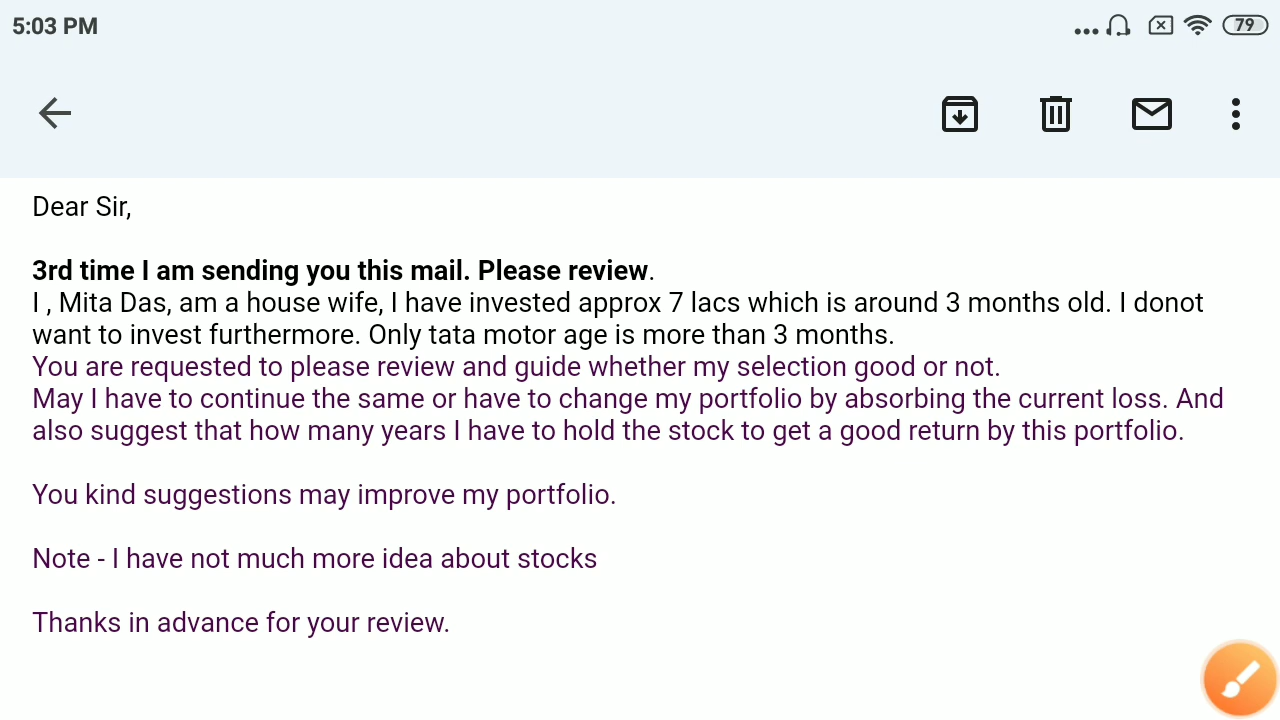 5:03 PM
79
Dear Sir,
3rd time I am sending you this mail. Please review.
I , Mita Das, am a house wife, I have invested approx 7 lacs which is around 3 months old. I donot
want to invest furthermore. Only tata motor age is more than 3 months.
You are requested to please review and guide whether my selection good or not.
May I have to continue the same or have to change my portfolio by absorbing the current loss. And
also suggest that how many years I have to hold the stock to get a good return by this portfolio.
You kind suggestions may improve my portfolio.
Note - I have not much more idea about stocks
Thanks in advance for your review.